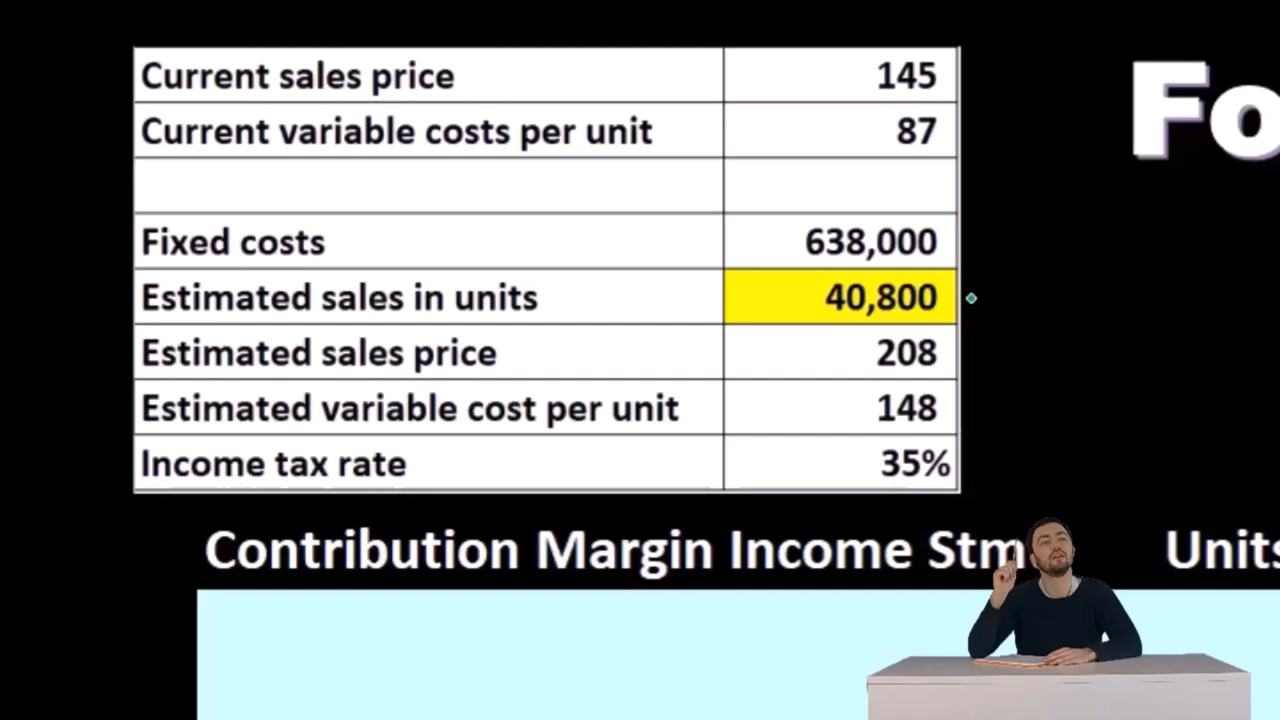 Current sales price 145
Current variable costs per unit 87
Fixed costs 638,000
Estimated sales in units 40,800
Estimated sales price 208
Estimated variable cost per unit 148
Income tax rate 35%
Contribution Margin Income Stm